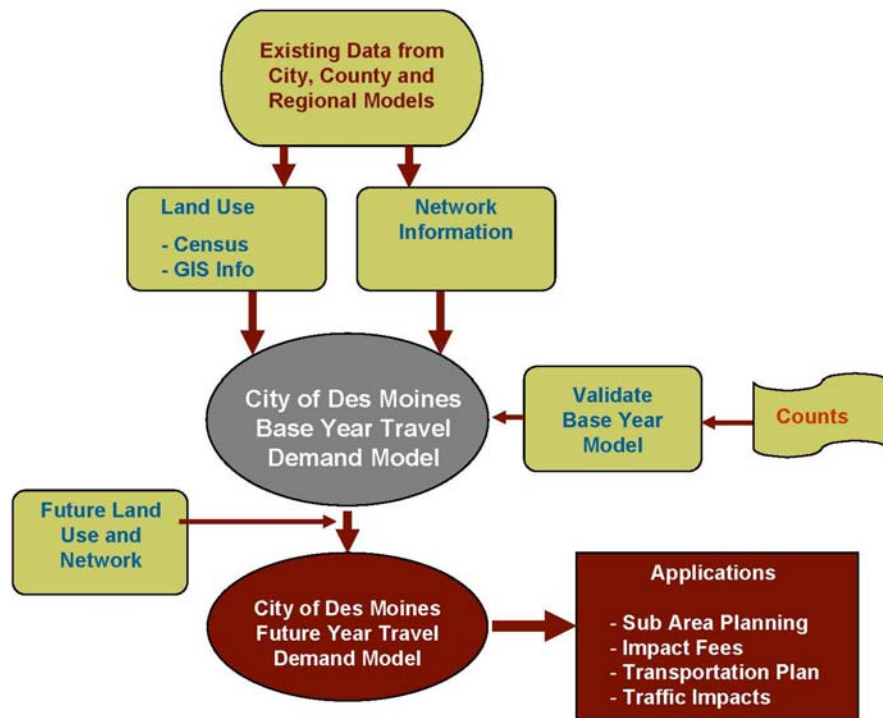 Existing Data from
City, County and
Regional Models
Land Use
- Census
- GIS Info
Network
Information
City of Des Moines
Base Year Travel
Demand Model
Validate
Base Year
Model
Counts
Future Land
Use and
Network
City of Des Moines
Future Year Travel
Demand Model
Applications
- Sub Area Planning
- Impact Fees
- Transportation Plan
- Traffic Impacts